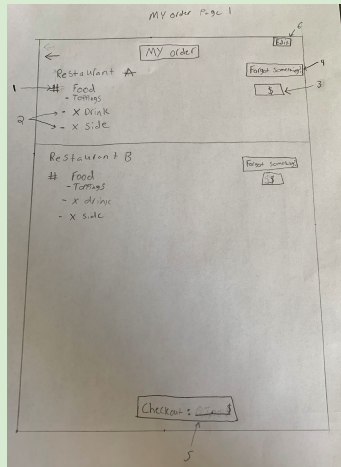 MY order Page 1
6
Edit
MY order
Restaurant A
Forgot Something?
4
1
# Food
$
3
- Toppings
2
- X Drink
- X Side
Restaurant B
Forgot Something?
# Food
$
- Toppings
- X drink
- X side
Checkout: $
5